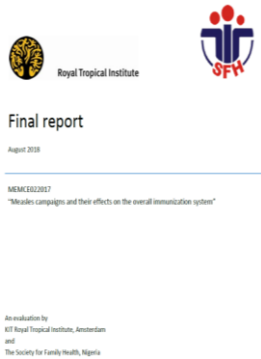 Royal Tropical Institute
SFH
Final report
August 2018
MEMCE022017
"Measles campaigns and their effects on the overall immunization system"
An evaluation by
KIT Royal Tropical Institute, Amsterdam
and
The Society for Family Health, Nigeria